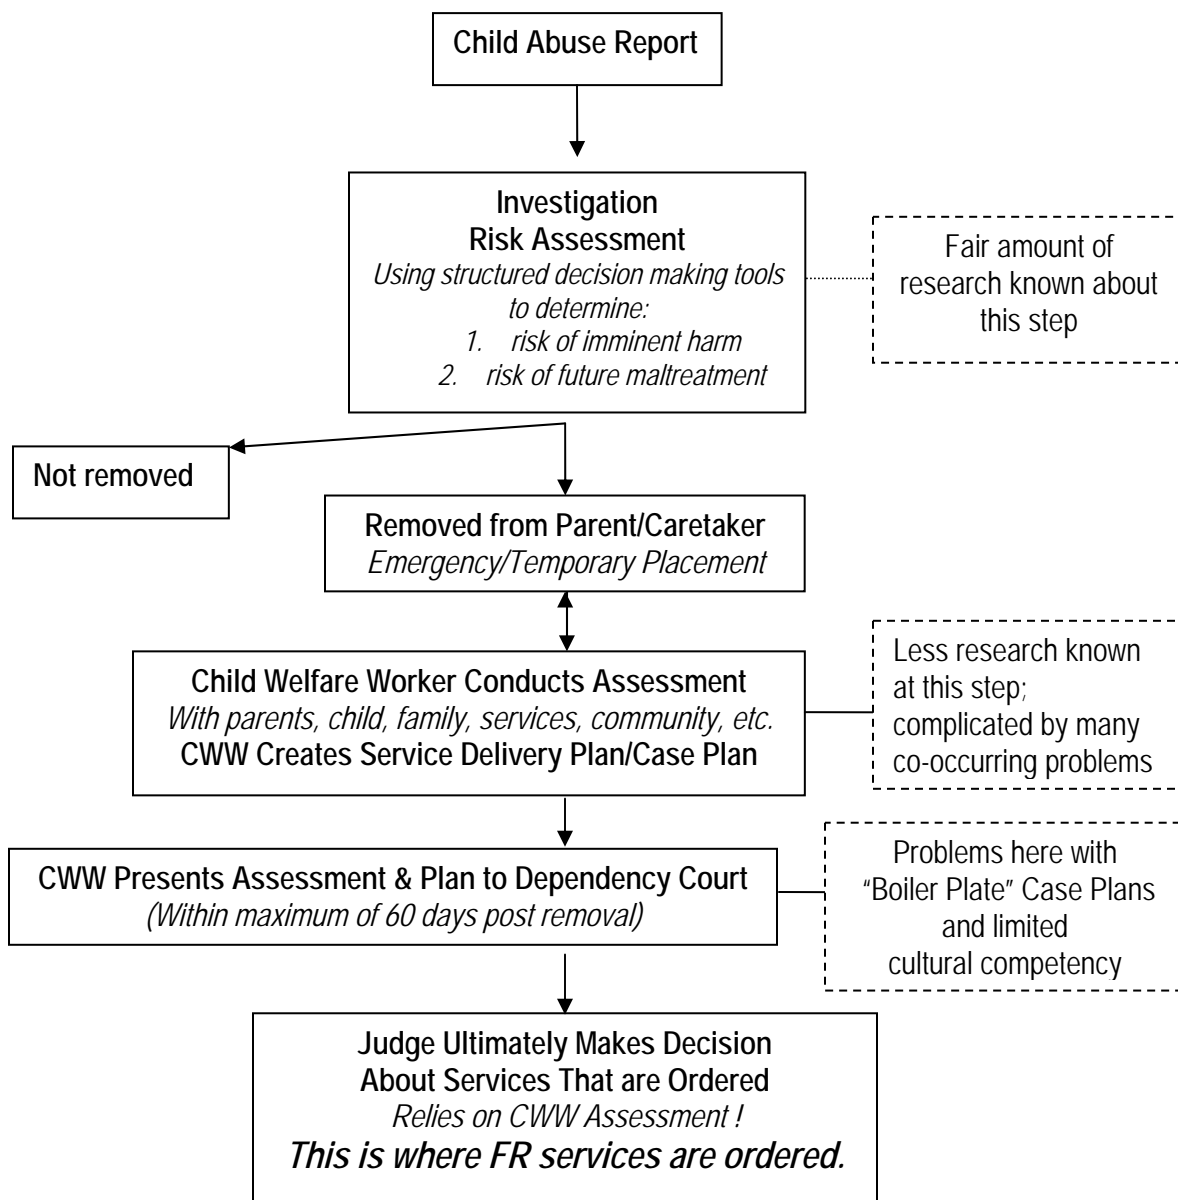 Child Abuse Report
Investigation
Risk Assessment
Using structured decision making tools
to determine:
1. risk of imminent harm
2. risk of future maltreatment
Fair amount of
research known about
this step
Not removed
Removed from Parent/Caretaker
Emergency/Temporary Placement
Child Welfare Worker Conducts Assessment
With parents, child, family, services, community, etc.
CWW Creates Service Delivery Plan/Case Plan
Less research known
at this step;
complicated by many
co-occurring problems
CWW Presents Assessment & Plan to Dependency Court
(Within maximum of 60 days post removal)
Problems here with
“Boiler Plate” Case Plans
and limited
cultural competency
Judge Ultimately Makes Decision
About Services That are Ordered
Relies on CWW Assessment !
This is where FR services are ordered.